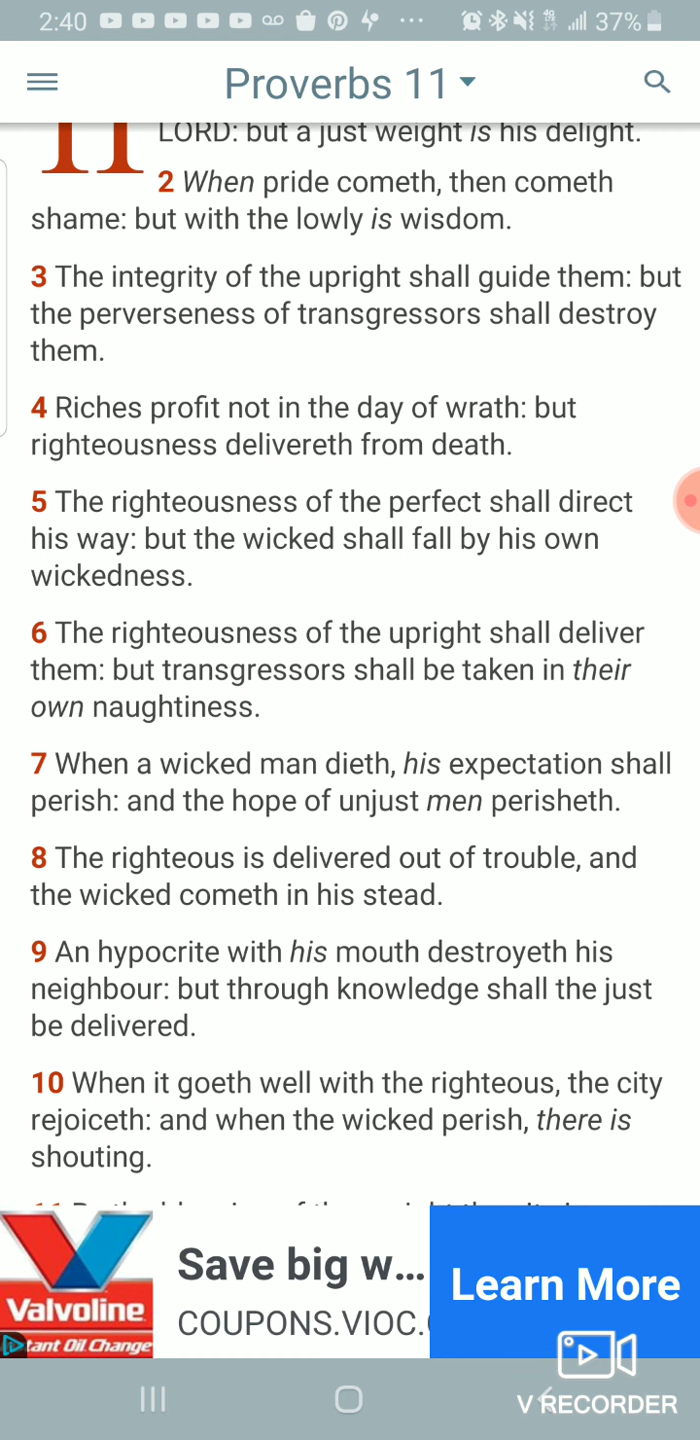 2:40
37%
Proverbs 11
11 LORD: but a just weight is his delight.
2 When pride cometh, then cometh
shame: but with the lowly is wisdom.
3 The integrity of the upright shall guide them: but
the perverseness of transgressors shall destroy
them.
4 Riches profit not in the day of wrath: but
righteousness delivereth from death.
5 The righteousness of the perfect shall direct
his way: but the wicked shall fall by his own
wickedness.
6 The righteousness of the upright shall deliver
them: but transgressors shall be taken in their
own naughtiness.
7 When a wicked man dieth, his expectation shall
perish: and the hope of unjust men perisheth.
8 The righteous is delivered out of trouble, and
the wicked cometh in his stead.
9 An hypocrite with his mouth destroyeth his
neighbour: but through knowledge shall the just
be delivered.
10 When it goeth well with the righteous, the city
rejoiceth: and when the wicked perish, there is
shouting.
Valvoline
tant Oil Change
Save big w...
COUPONS.VIOC.
Learn More
V RECORDER